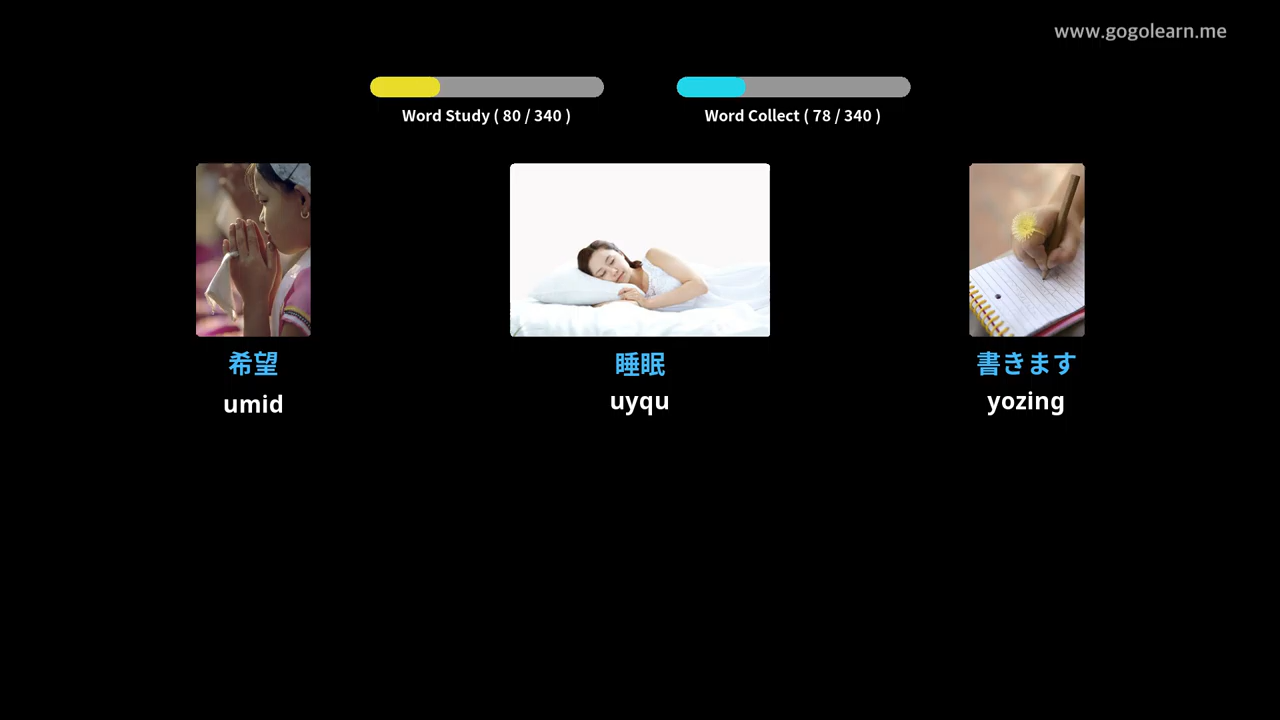 www.gogolearn.me
Word Study ( 80 / 340 )
Word Collect ( 78 / 340 )
希望
睡眠
書きます
umid
uyqu
yozing